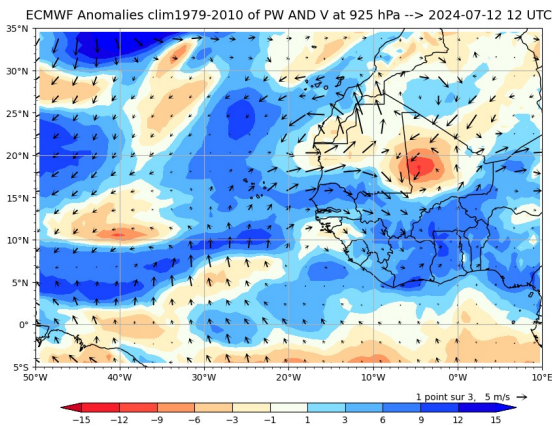 ECMWF Anomalies clim1979-2010 of PW AND V at 925 hPa --> 2024-07-12 12 UTC
35°N
30°N
25°N
20°N
15°N
10°N
5°N
0°
5°S
50°W 40°W 30°W 20°W 10°W 0°W 10°E
1 point sur 3, 5 m/s
−15 −12 −9 −6 −3 −1 1 3 6 9 12 15